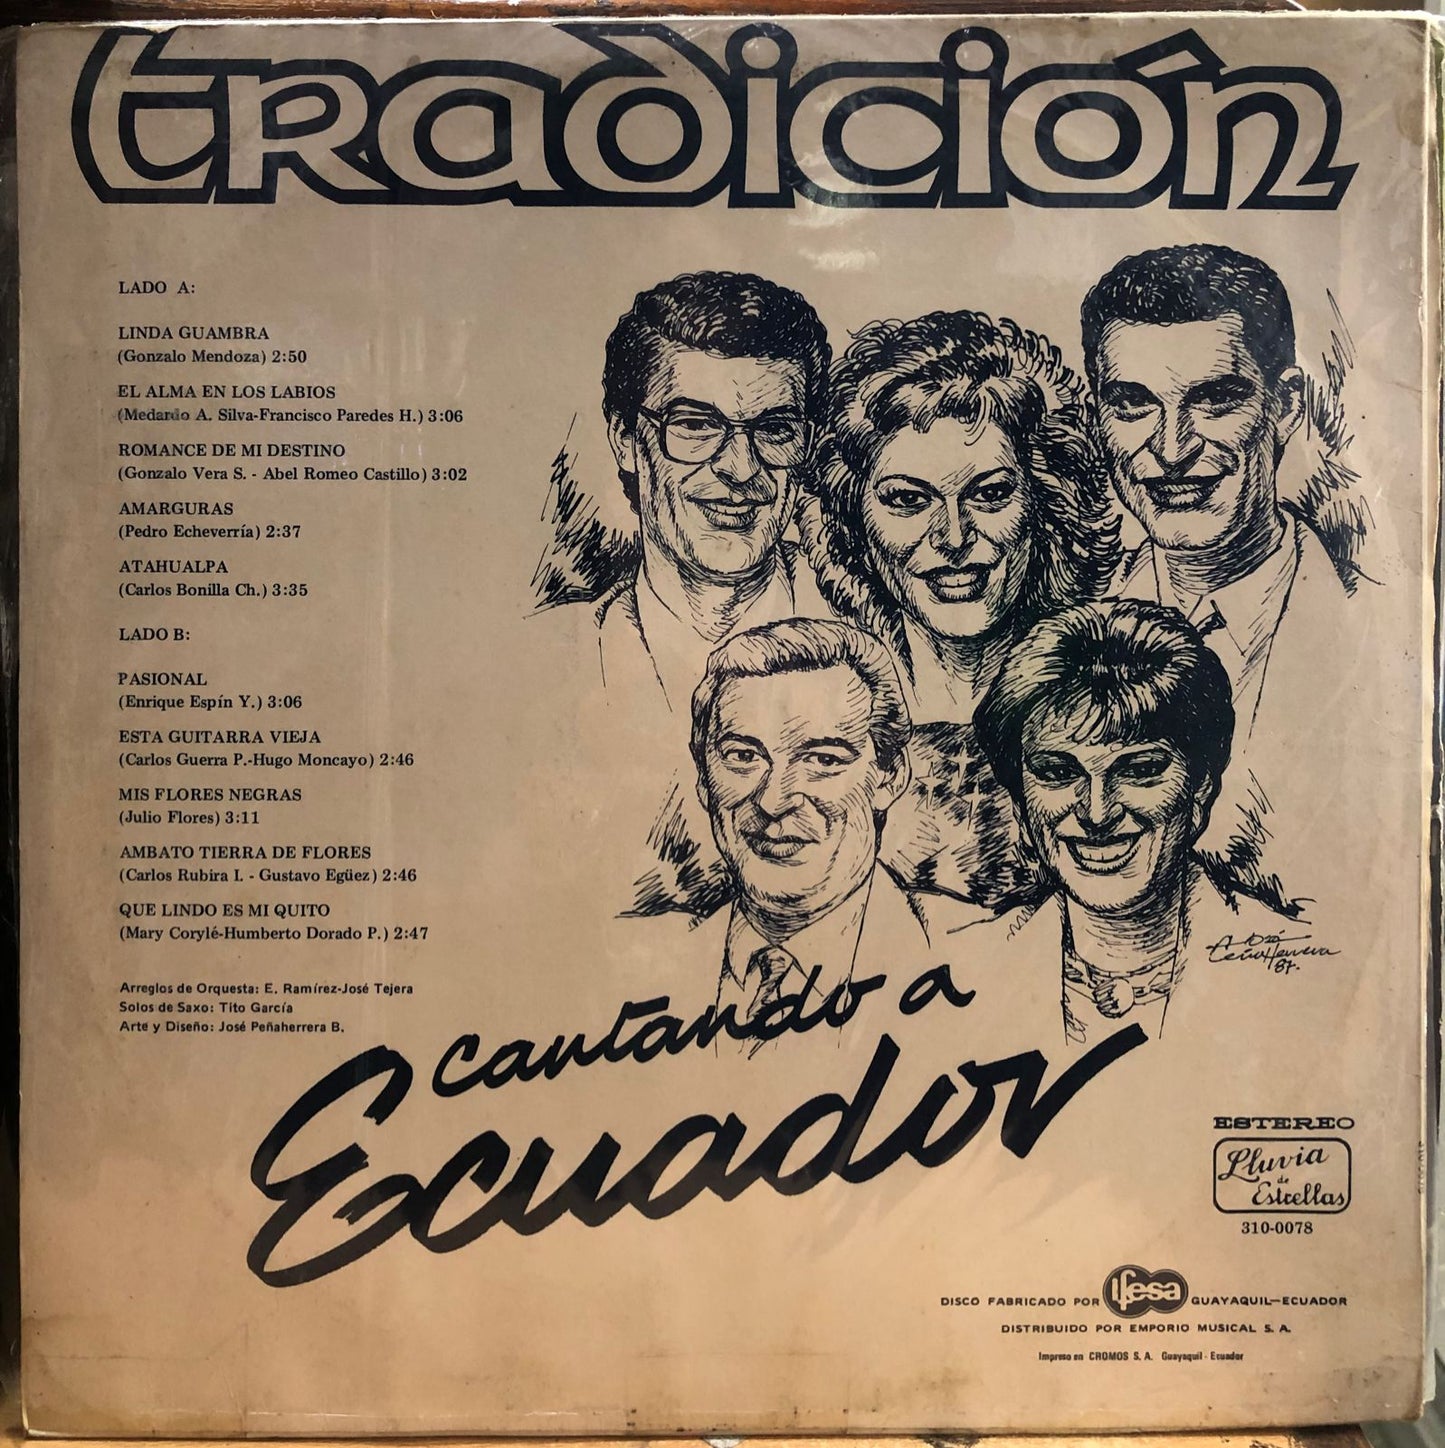 tradición
LADO A:
LINDA GUAMBRA
(Gonzalo Mendoza) 2:50
EL ALMA EN LOS LABIOS
(Medardo A. Silva-Francisco Paredes H.) 3:06
ROMANCE DE MI DESTINO
(Gonzalo Vera S. - Abel Romeo Castillo) 3:02
AMARGURAS
(Pedro Echeverría) 2:37
ATAHUALPA
(Carlos Bonilla Ch.) 3:35
LADO B:
PASIONAL
(Enrique Espín Y.) 3:06
ESTA GUITARRA VIEJA
(Carlos Guerra P.-Hugo Moncayo) 2:46
MIS FLORES NEGRAS
(Julio Flores) 3:11
AMBATO TIERRA DE FLORES
(Carlos Rubira I. - Gustavo Egüez) 2:46
QUE LINDO ES MI QUITO
(Mary Corylé-Humberto Dorado P.) 2:47
Arreglos de Orquesta: E. Ramírez-José Tejera
Solos de Saxo: Tito García
Arte y Diseño: José Peñaherrera B.
José
Peñaherrera
87.
cantando a
Ecuador
ESTEREO
Lluvia
de
Estrellas
310-0078
DISCO FABRICADO POR ifesa GUAYAQUIL-ECUADOR
DISTRIBUIDO POR EMPORIO MUSICAL S. A.
Impreso en CROMOS S. A. Guayaquil - Ecuador